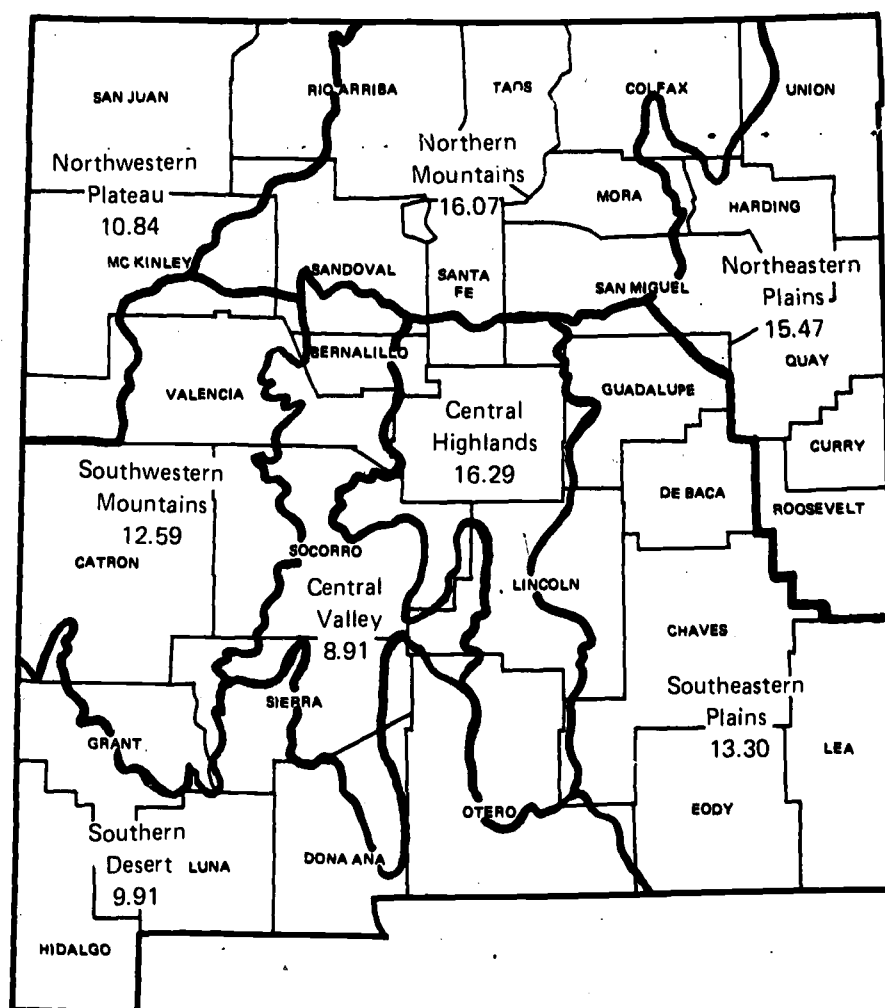 SAN JUAN
RIO ARRIBA
TAOS
COLFAX
UNION
Northwestern
Plateau
10.84
Northern
Mountains
16.07
MORA
HARDING
MC KINLEY
SANDOVAL
SANTA
FE
SAN MIGUEL
Northeastern
Plains
15.47
QUAY
BERNALILLO
VALENCIA
GUADALUPE
Central
Highlands
16.29
CURRY
Southwestern
Mountains
12.59
DE BACA
ROOSEVELT
CATRON
SOCORRO
LINCOLN
Central
Valley
8.91
CHAVES
SIERRA
Southeastern
Plains
13.30
GRANT
LEA
OTERO
EODY
Southern
Desert
9.91
LUNA
DONA ANA
HIDALGO